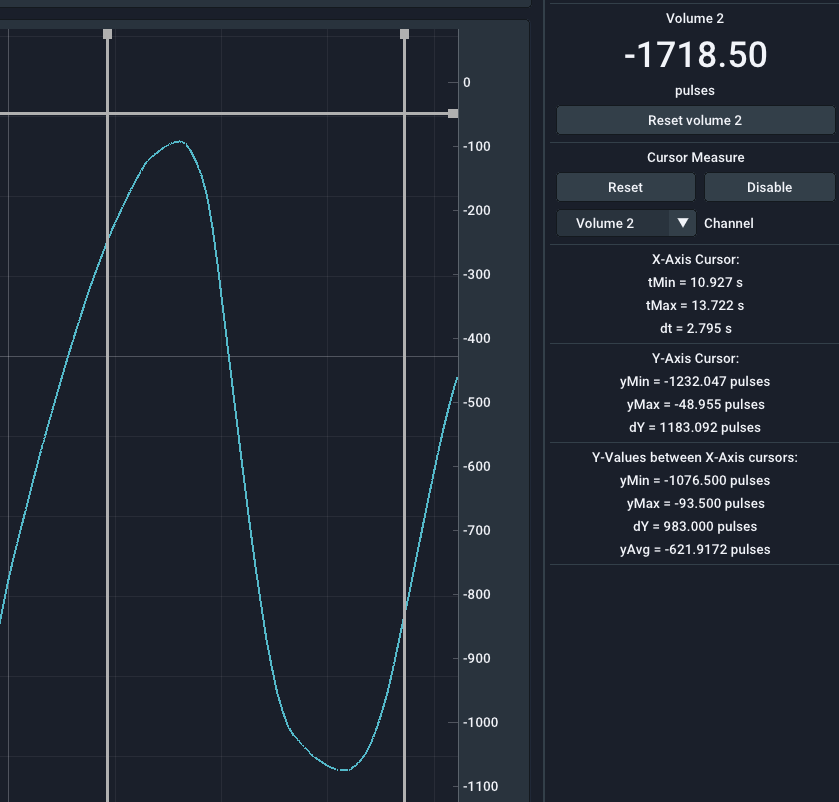 0
-100
-200
-300
-400
-500
-600
-700
-800
-900
-1000
-1100
Volume 2
-1718.50
pulses
Reset volume 2
Cursor Measure
Reset Disable
Volume 2 Channel
X-Axis Cursor:
tMin = 10.927 s
tMax = 13.722 s
dt = 2.795 s
Y-Axis Cursor:
yMin = -1232.047 pulses
yMax = -48.955 pulses
dY = 1183.092 pulses
Y-Values between X-Axis cursors:
yMin = -1076.500 pulses
yMax = -93.500 pulses
dY = 983.000 pulses
yAvg = -621.9172 pulses